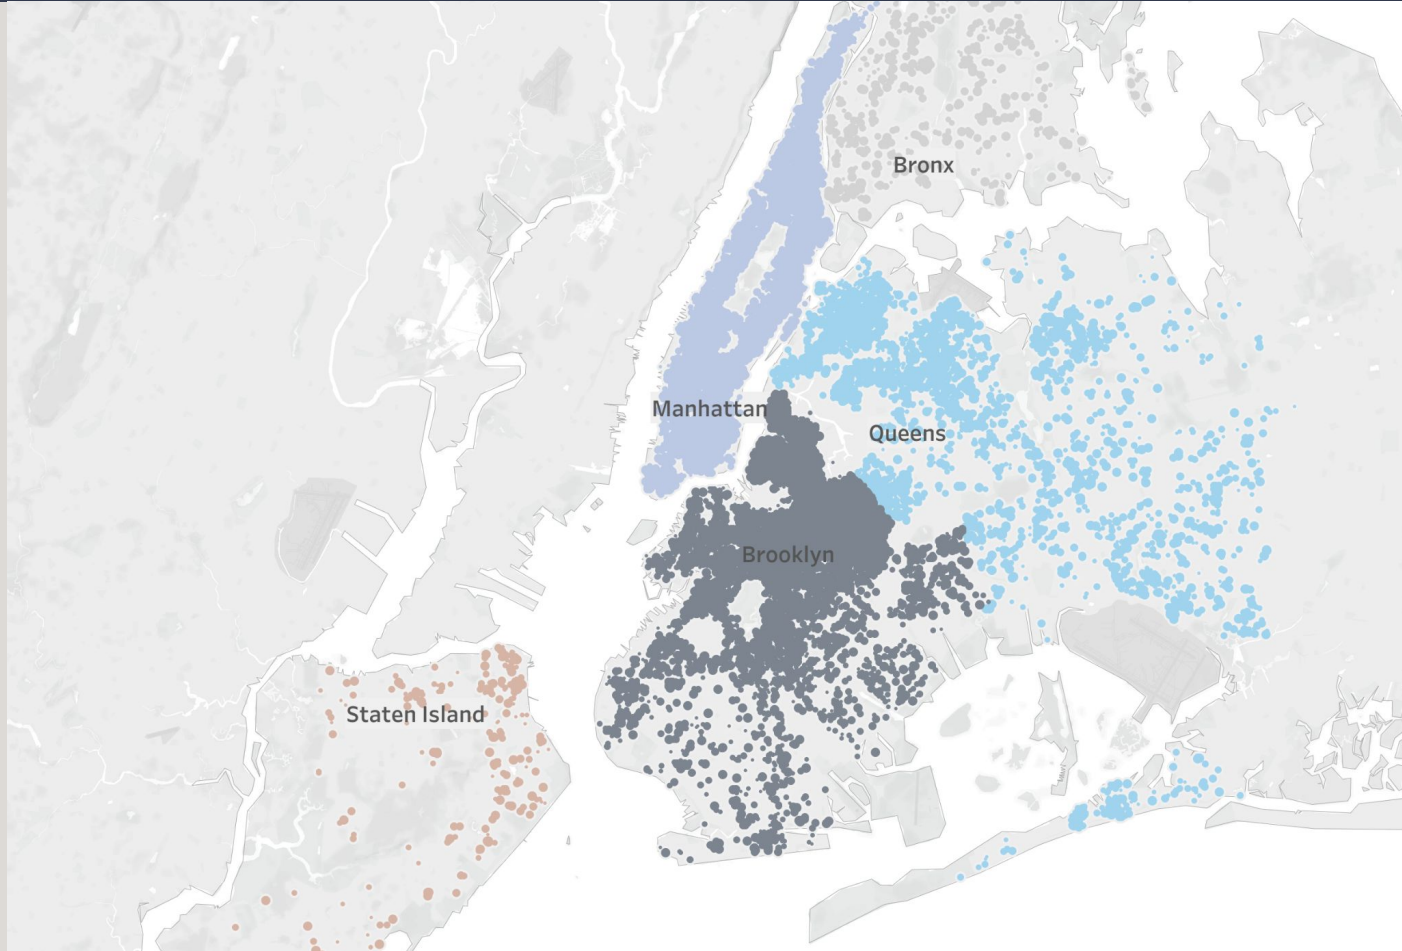 Bronx
Manhattan
Queens
Brooklyn
Staten Island